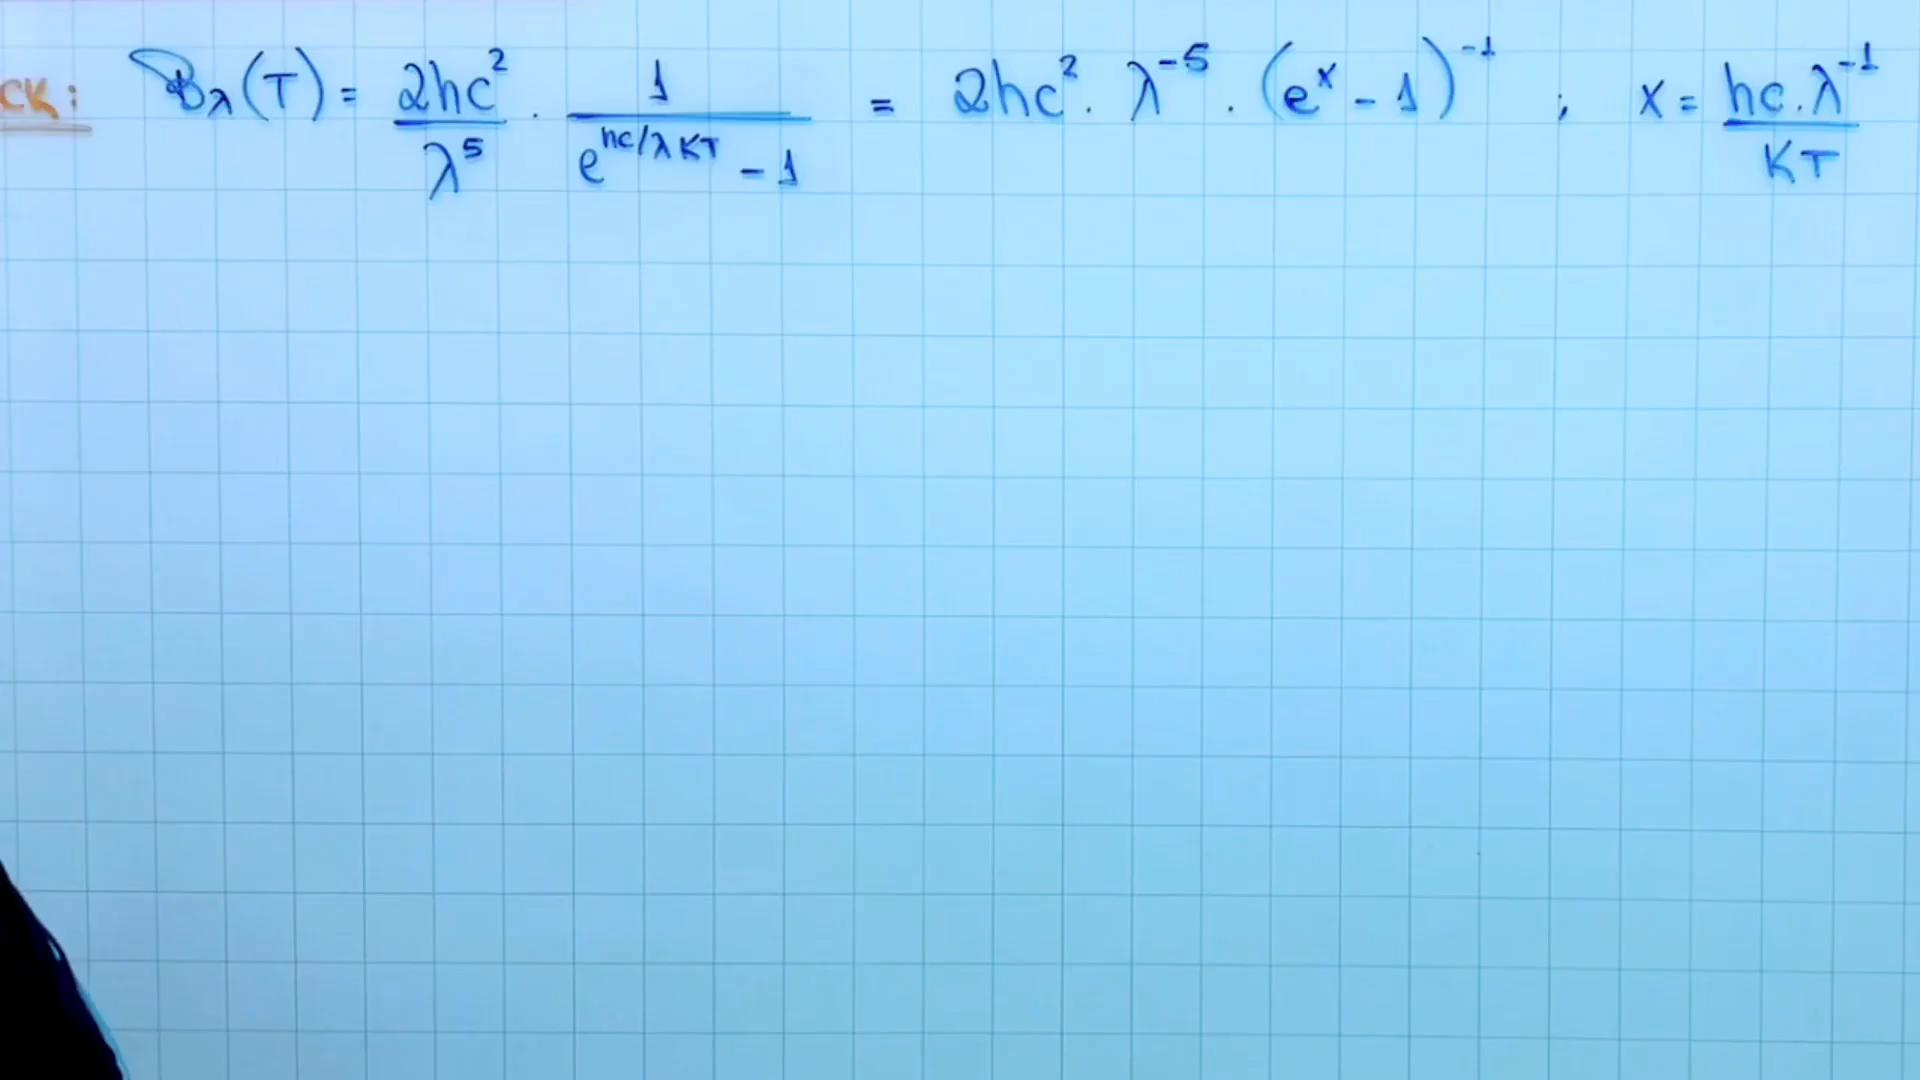 CK: Bλ(T) = 2hc²/λ⁵ · 1/(e^(hc/λKT) - 1) = 2hc² · λ⁻⁵ · (eˣ - 1)⁻¹ ; x = hc·λ⁻¹/KT